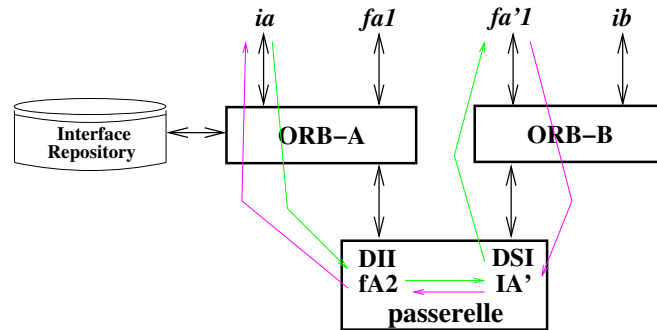 ia
fa1
fa'1
ib
Interface
Repository
ORB-A
ORB-B
DII
DSI
fA2
IA'
passerelle